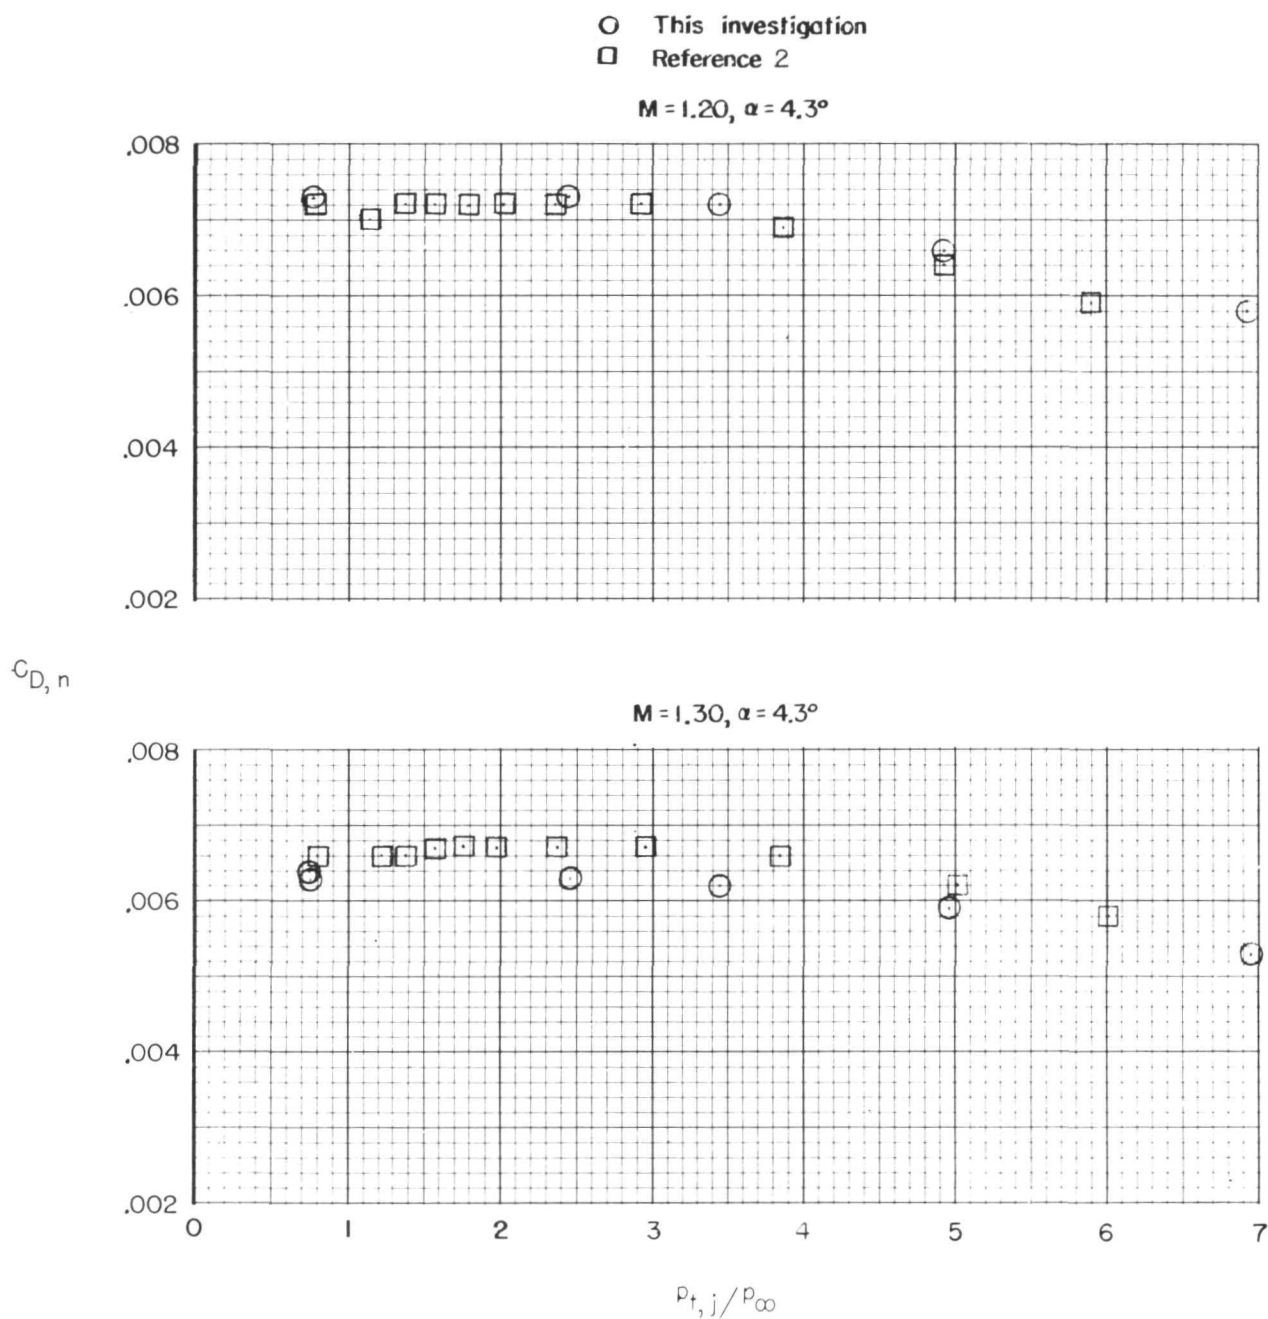 This investigation
Reference 2
M = 1.20, α = 4.3°
.008
.006
.004
.002
C_D, n
M = 1.30, α = 4.3°
.008
.006
.004
.002
0 1 2 3 4 5 6 7
p_t, j / p_∞